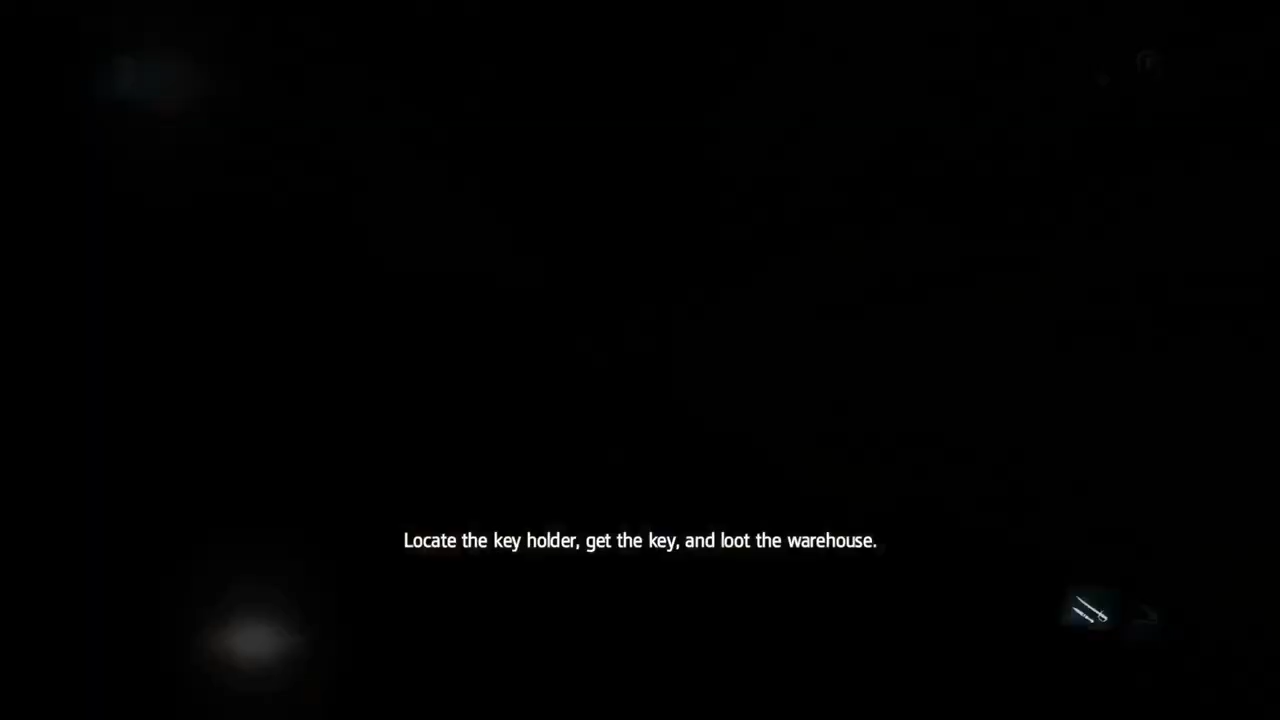 Locate the key holder, get the key, and loot the warehouse.